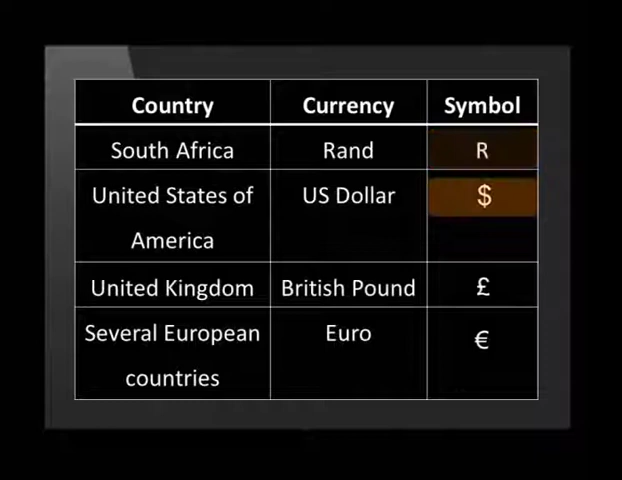 Country Currency Symbol
South Africa Rand R
United States of US Dollar $
America
United Kingdom British Pound £
Several European Euro €
countries